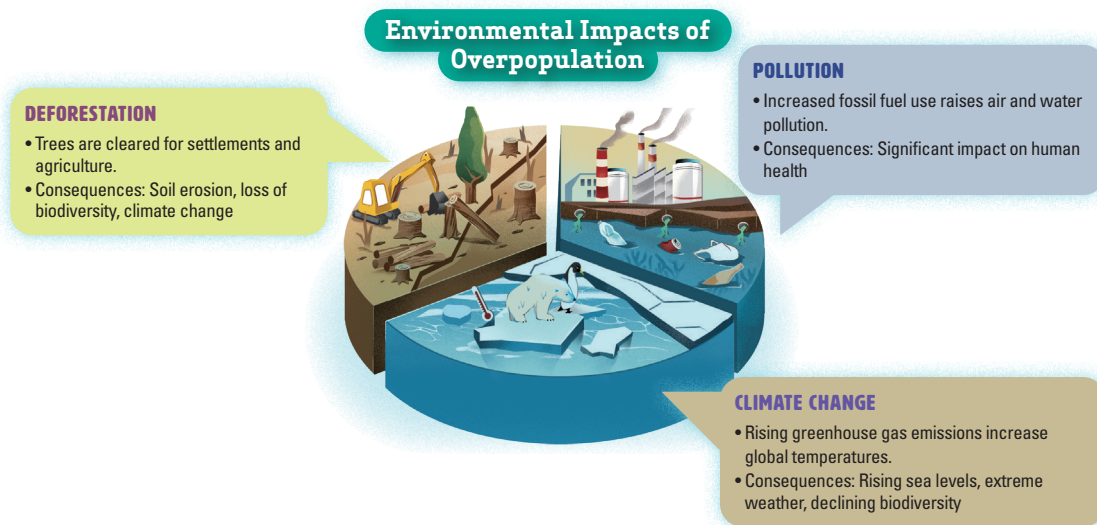 Environmental Impacts of
Overpopulation
DEFORESTATION
• Trees are cleared for settlements and
agriculture.
• Consequences: Soil erosion, loss of
biodiversity, climate change
POLLUTION
• Increased fossil fuel use raises air and water
pollution.
• Consequences: Significant impact on human
health
CLIMATE CHANGE
• Rising greenhouse gas emissions increase
global temperatures.
• Consequences: Rising sea levels, extreme
weather, declining biodiversity